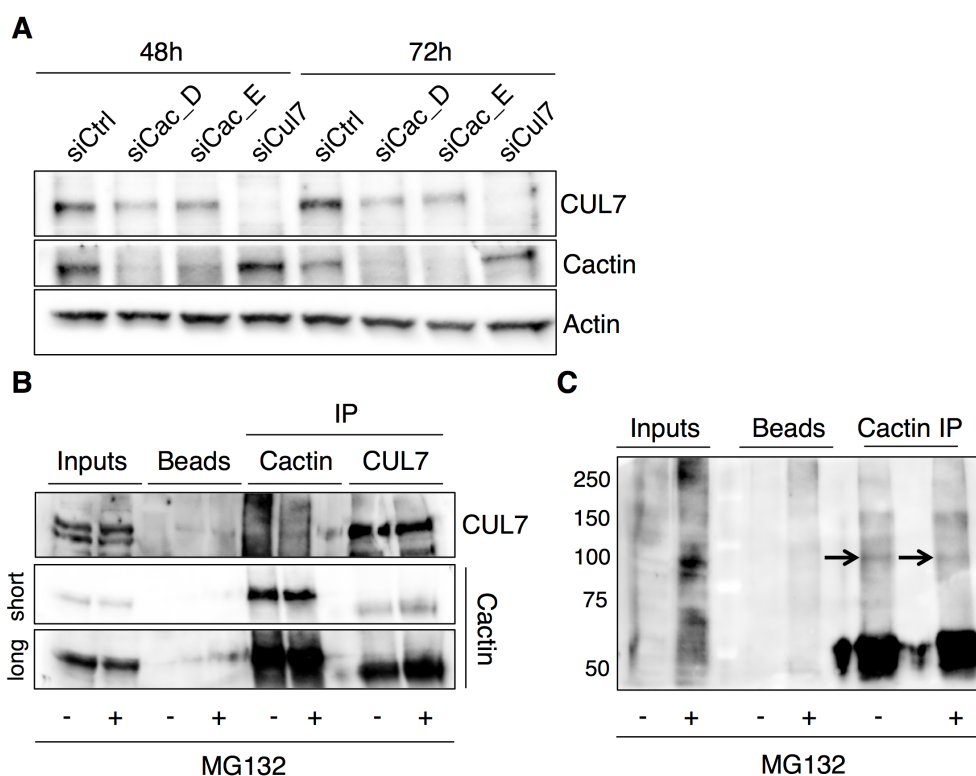 A
48h 72h
siCtrl siCac_D siCac_E siCul7 siCtrl siCac_D siCac_E siCul7
CUL7
Cactin
Actin
B
IP
Inputs Beads Cactin CUL7
CUL7
short
long
Cactin
- + - + - + - +
MG132
C
Inputs Beads Cactin IP
250
150
100
75
50
- + - + - +
MG132